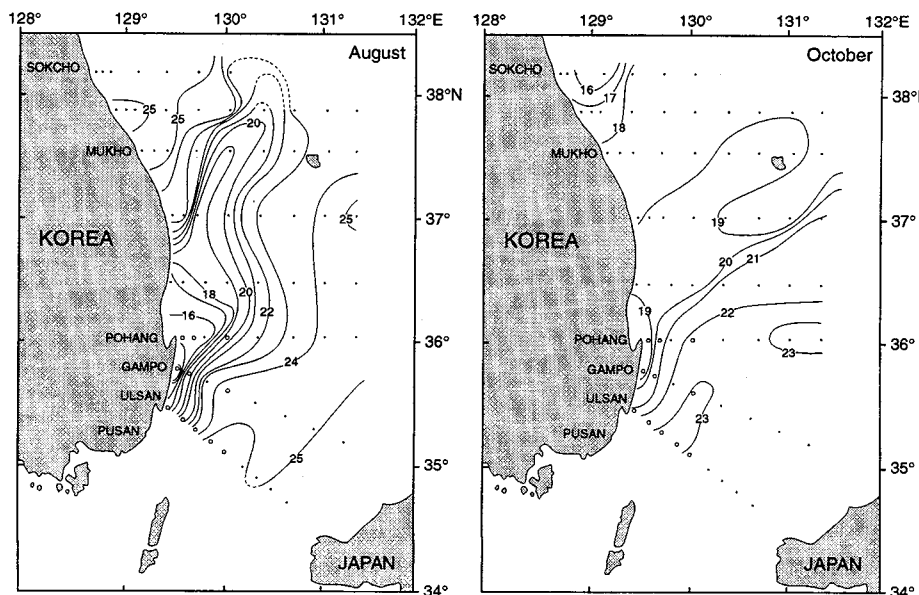 128° 129° 130° 131°
August
SOKCHO
25
25
38°N
20
MUKHO
25
37°
KOREA
18
20
16
22
POHANG
36°
GAMPO
24
ULSAN
PUSAN
25
35°
JAPAN
34°
128° 129° 130° 131° 132°E
October
SOKCHO
16
17
38°N
18
MUKHO
19
37°
KOREA
20
21
19
22
POHANG
36°
23
GAMPO
ULSAN
23
PUSAN
35°
JAPAN
34°